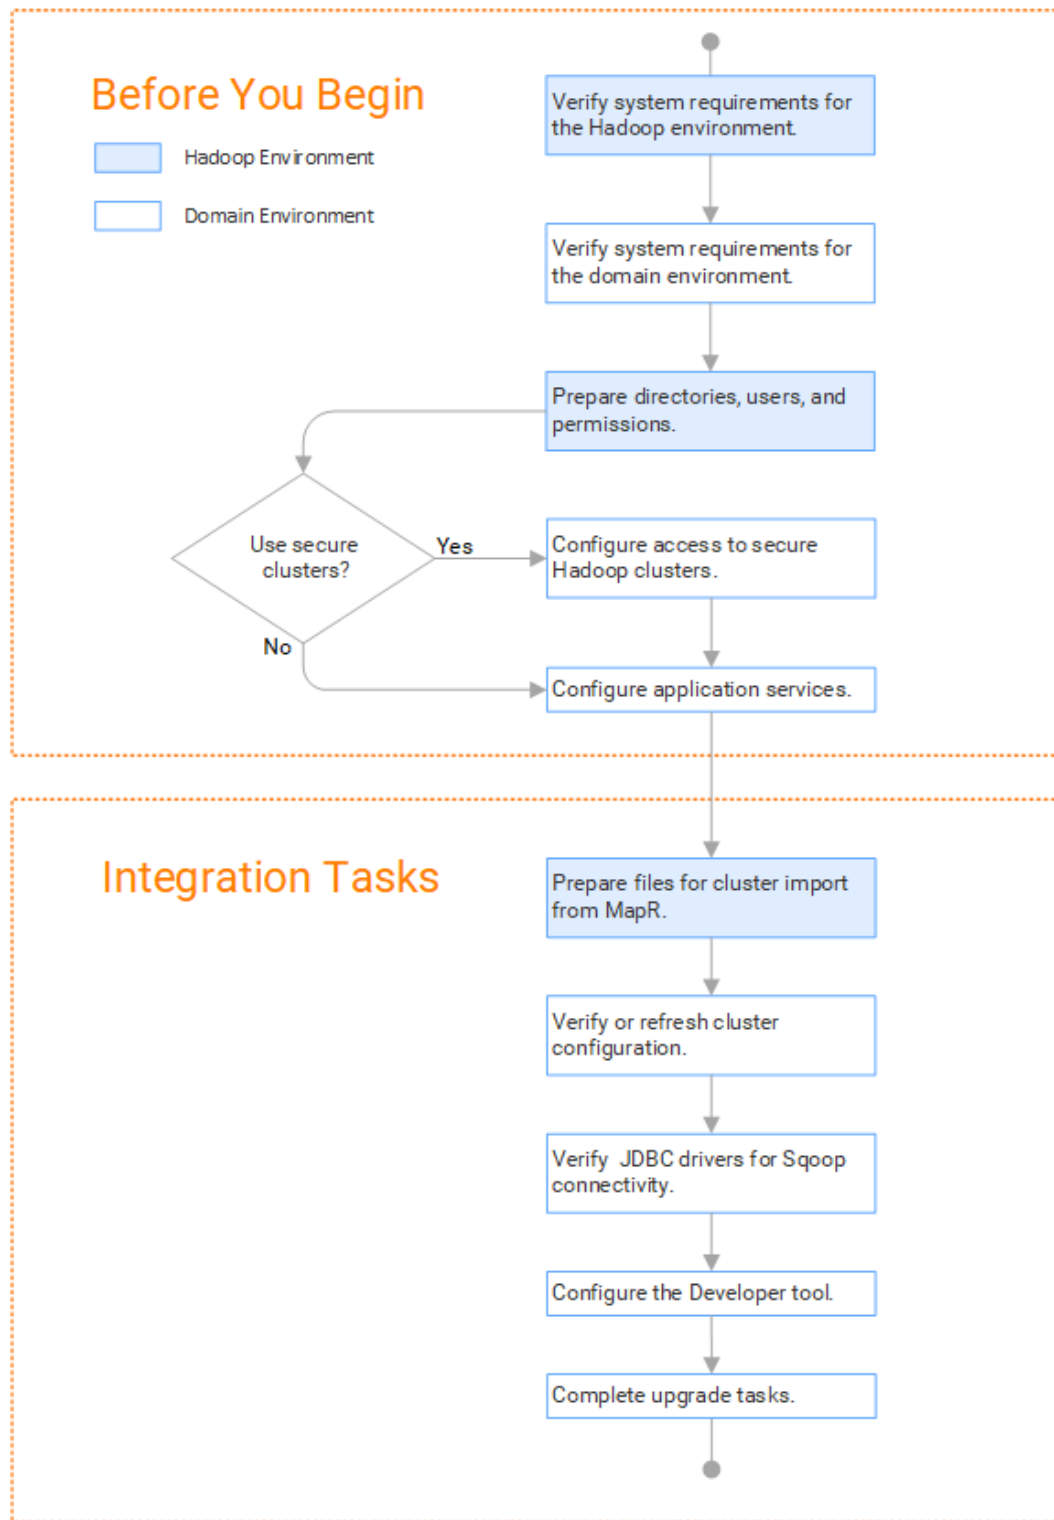 Before You Begin
Hadoop Environment
Domain Environment
Verify system requirements for
the Hadoop environment.
Verify system requirements for
the domain environment.
Prepare directories, users, and
permissions.
Use secure
clusters?
Yes
No
Configure access to secure
Hadoop clusters.
Configure application services.
Integration Tasks
Prepare files for cluster import
from MapR.
Verify or refresh cluster
configuration.
Verify JDBC drivers for Sqoop
connectivity.
Configure the Developer tool.
Complete upgrade tasks.